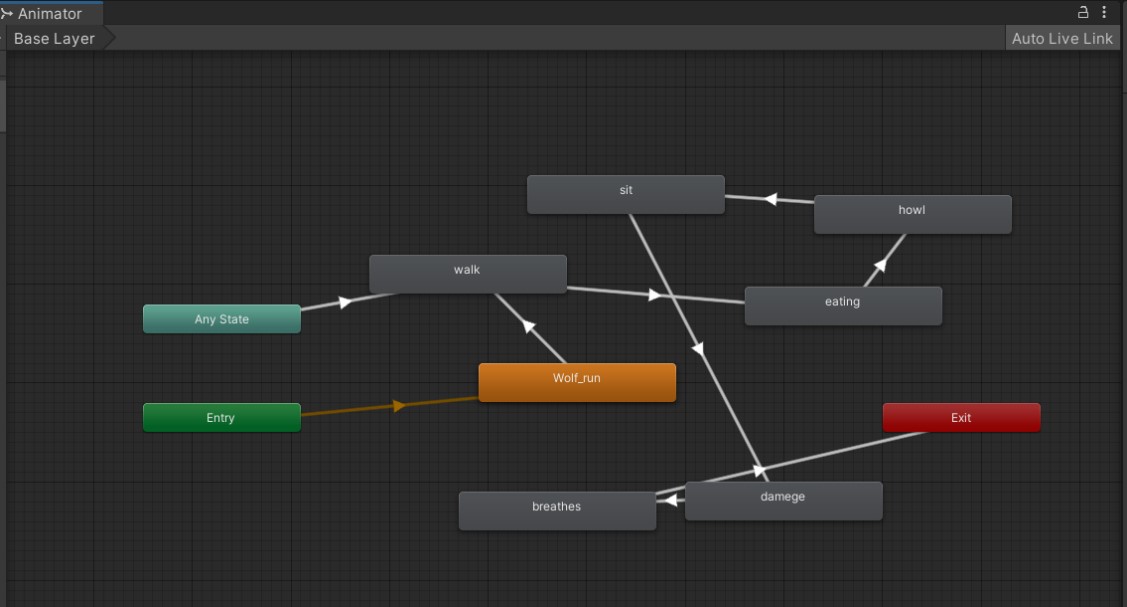 Animator
Base Layer
Auto Live Link
sit
howl
walk
eating
Any State
Wolf_run
Entry
Exit
breathes
damege